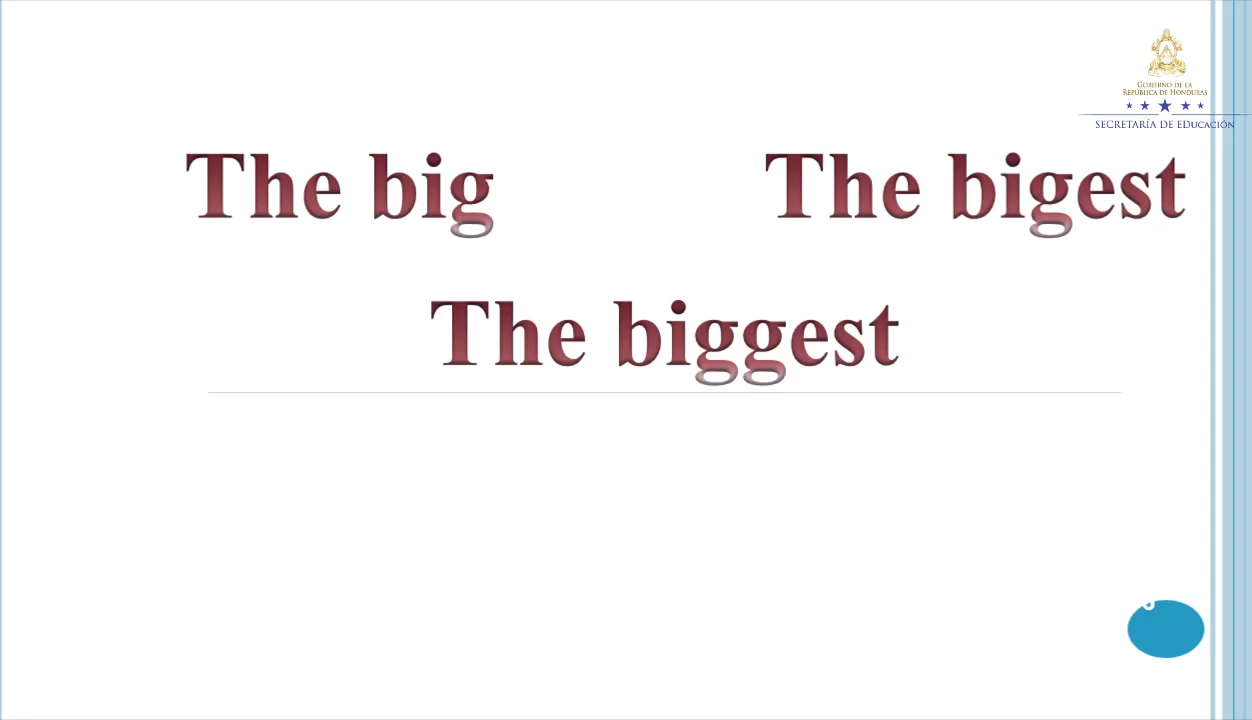 GOBIERNO DE LA
REPÚBLICA DE HONDURAS
SECRETARÍA DE EDUCACIÓN
The big
The bigest
The biggest